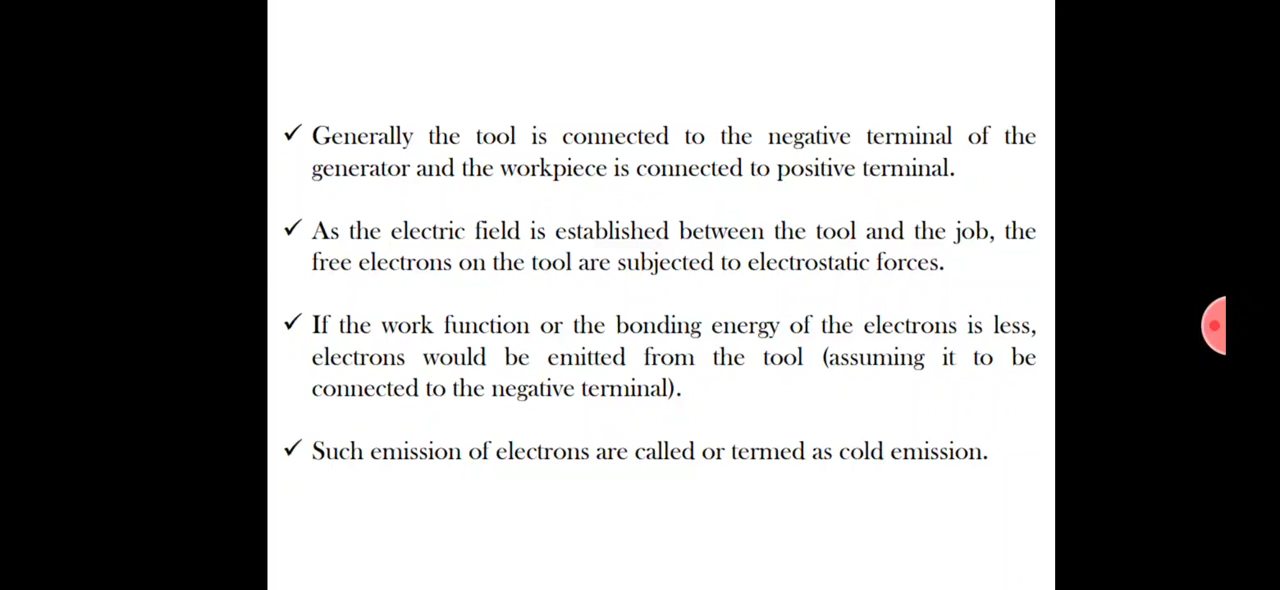 ✓ Generally the tool is connected to the negative terminal of the
generator and the workpiece is connected to positive terminal.
✓ As the electric field is established between the tool and the job, the
free electrons on the tool are subjected to electrostatic forces.
✓ If the work function or the bonding energy of the electrons is less,
electrons would be emitted from the tool (assuming it to be
connected to the negative terminal).
✓ Such emission of electrons are called or termed as cold emission.